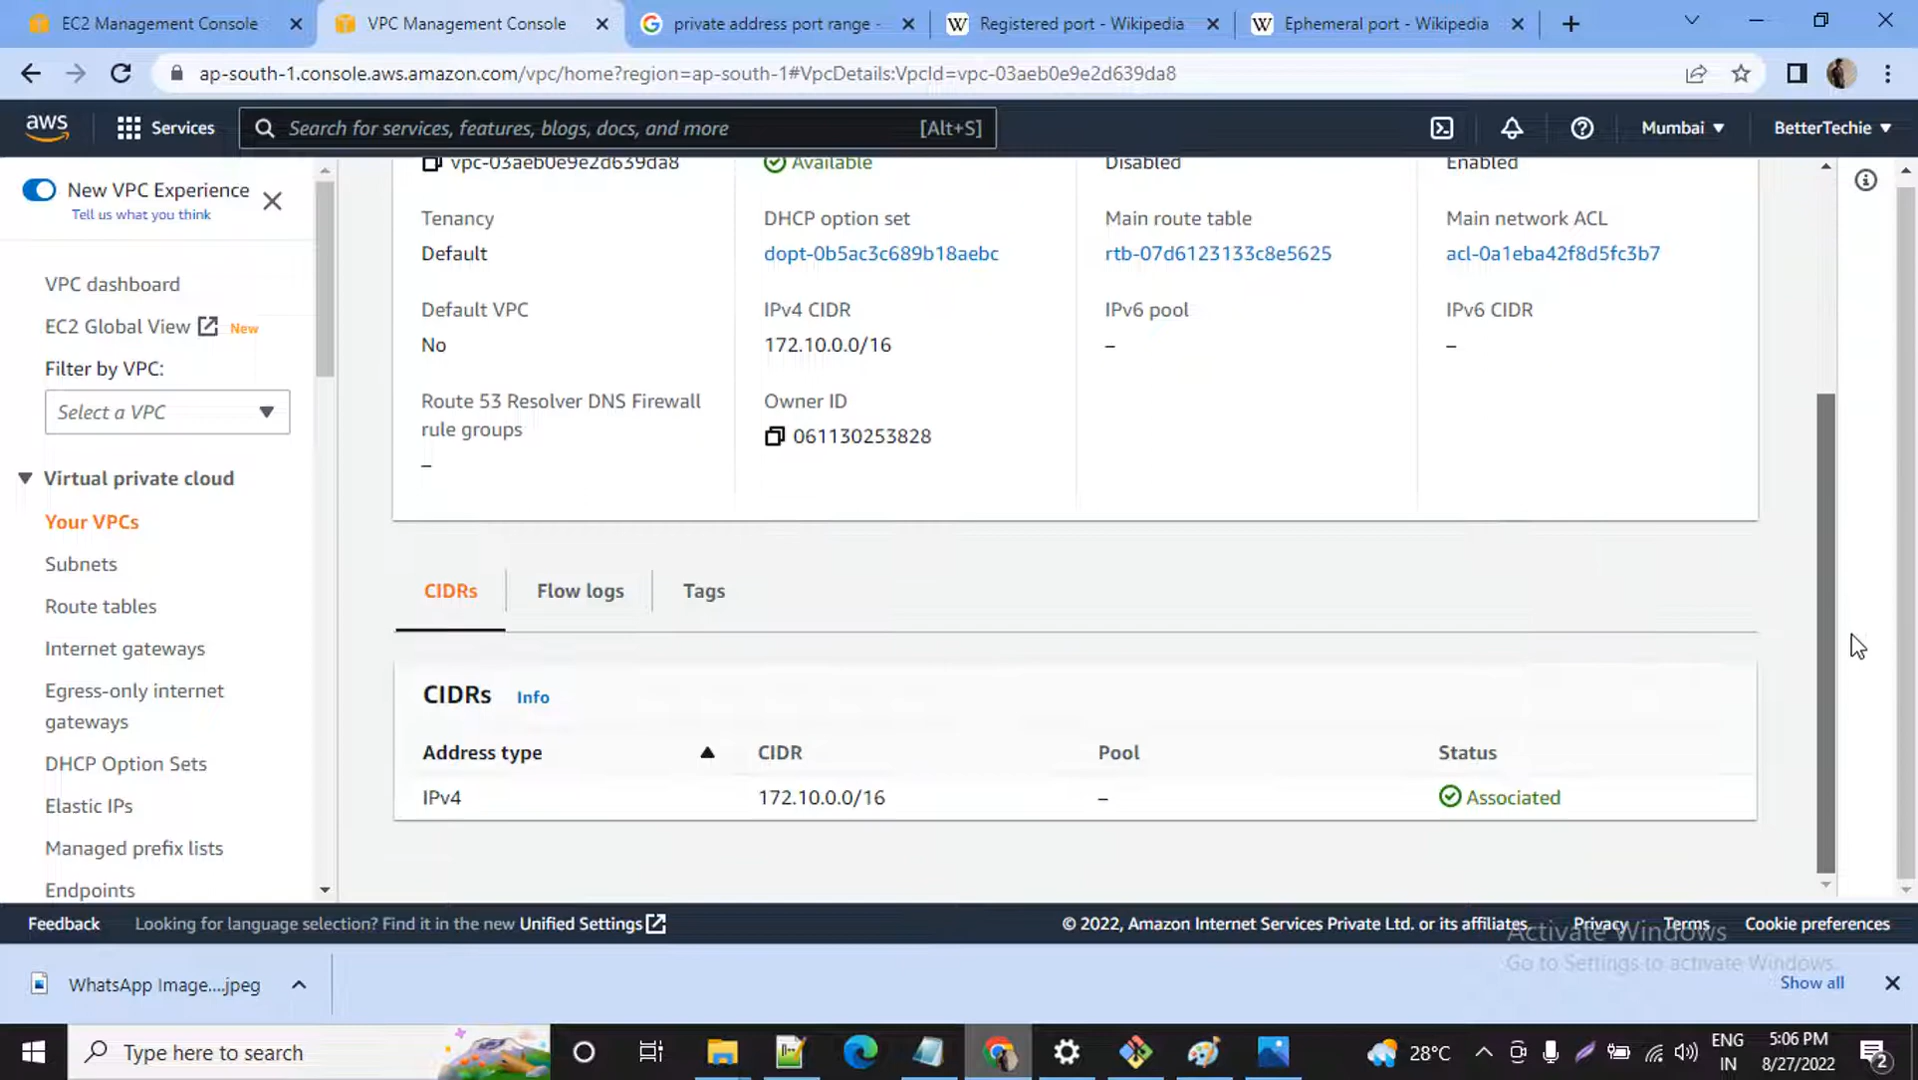 EC2 Management Console
VPC Management Console
private address port range -
Registered port - Wikipedia
Ephemeral port - Wikipedia
ap-south-1.console.aws.amazon.com/vpc/home?region=ap-south-1#VpcDetails:VpcId=vpc-03aeb0e9e2d639da8
aws
Services
Search for services, features, blogs, docs, and more
[Alt+S]
Mumbai
BetterTechie
New VPC Experience
Tell us what you think
VPC dashboard
EC2 Global View
New
Filter by VPC:
Select a VPC
Virtual private cloud
Your VPCs
Subnets
Route tables
Internet gateways
Egress-only internet
gateways
DHCP Option Sets
Elastic IPs
Managed prefix lists
Endpoints
vpc-03aeb0e9e2d639da8
Available
Disabled
Enabled
Tenancy
Default
DHCP option set
dopt-0b5ac3c689b18aebc
Main route table
rtb-07d6123133c8e5625
Main network ACL
acl-0a1eba42f8d5fc3b7
Default VPC
No
IPv4 CIDR
172.10.0.0/16
IPv6 pool
–
IPv6 CIDR
–
Route 53 Resolver DNS Firewall
rule groups
–
Owner ID
061130253828
CIDRs
Flow logs
Tags
CIDRs
Info
Address type
CIDR
Pool
Status
IPv4
172.10.0.0/16
–
Associated
Feedback
Looking for language selection? Find it in the new Unified Settings
© 2022, Amazon Internet Services Private Ltd. or its affiliates.
Privacy
Terms
Cookie preferences
Activate Windows
Go to Settings to activate Windows.
WhatsApp Image....jpeg
Show all
Type here to search
28°C
ENG
IN
5:06 PM
8/27/2022
2